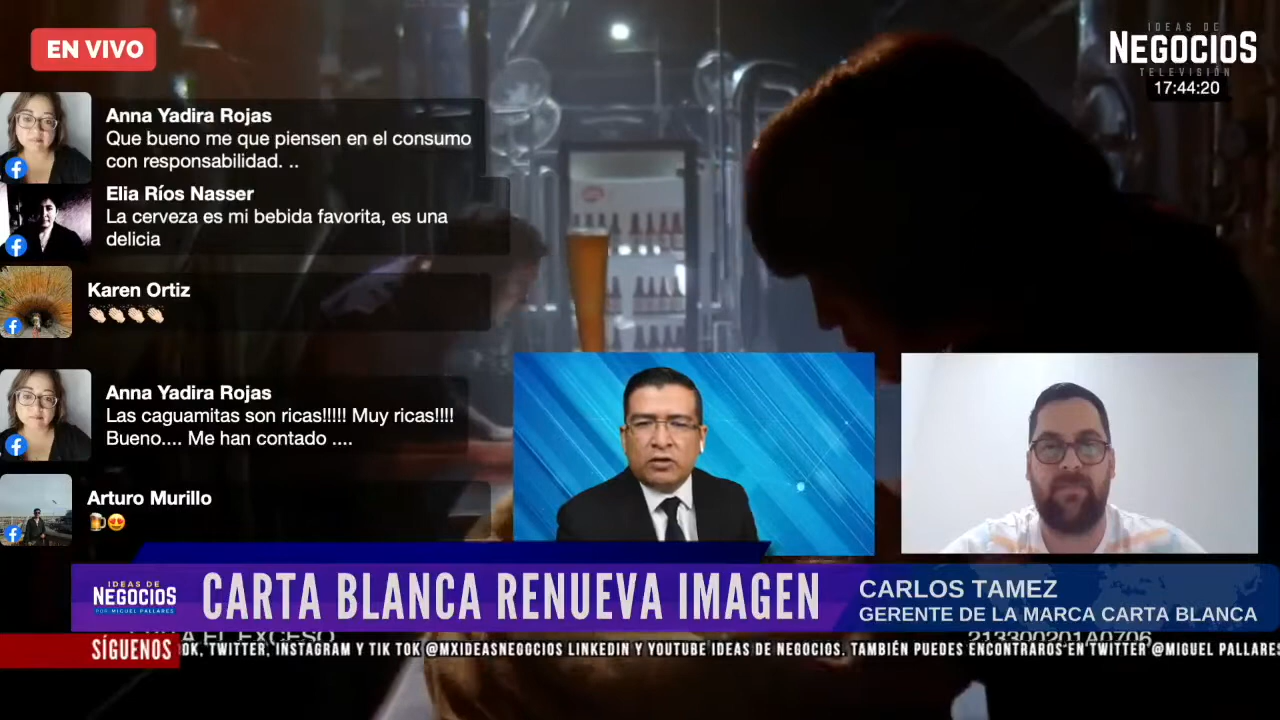 EN VIVO
IDEAS DE
NEGOCIOS
TELEVISIÓN
17:44:20
Anna Yadira Rojas
Que bueno me que piensen en el consumo
con responsabilidad. ..
Elia Ríos Nasser
La cerveza es mi bebida favorita, es una
delicia
Karen Ortiz
👏🏻👏🏻👏🏻👏🏻
Anna Yadira Rojas
Las caguamitas son ricas!!!!! Muy ricas!!!!
Bueno.... Me han contado ....
Arturo Murillo
🍺😍
IDEAS DE
NEGOCIOS
POR MIGUEL PALLARES
CARTA BLANCA RENUEVA IMAGEN
CARLOS TAMEZ
GERENTE DE LA MARCA CARTA BLANCA
EL EXCESO
213300201A0706
SÍGUENOS
OK, TWITTER, INSTAGRAM Y TIK TOK @MXIDEASNEGOCIOS LINKEDIN Y YOUTUBE IDEAS DE NEGOCIOS. TAMBIÉN PUEDES ENCONTRAROS EN TWITTER @MIGUEL PALLARES